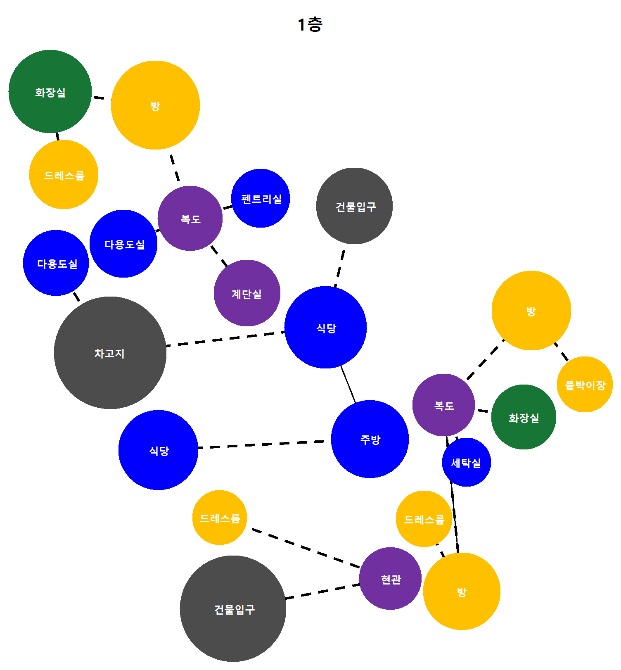 1층
화장실
방
드레스룸
펜트리실
복도
건물입구
다용도실
다용도실
계단실
방
식당
차고지
붙박이장
복도
화장실
주방
식당
세탁실
드레스룸
드레스룸
현관
방
건물입구